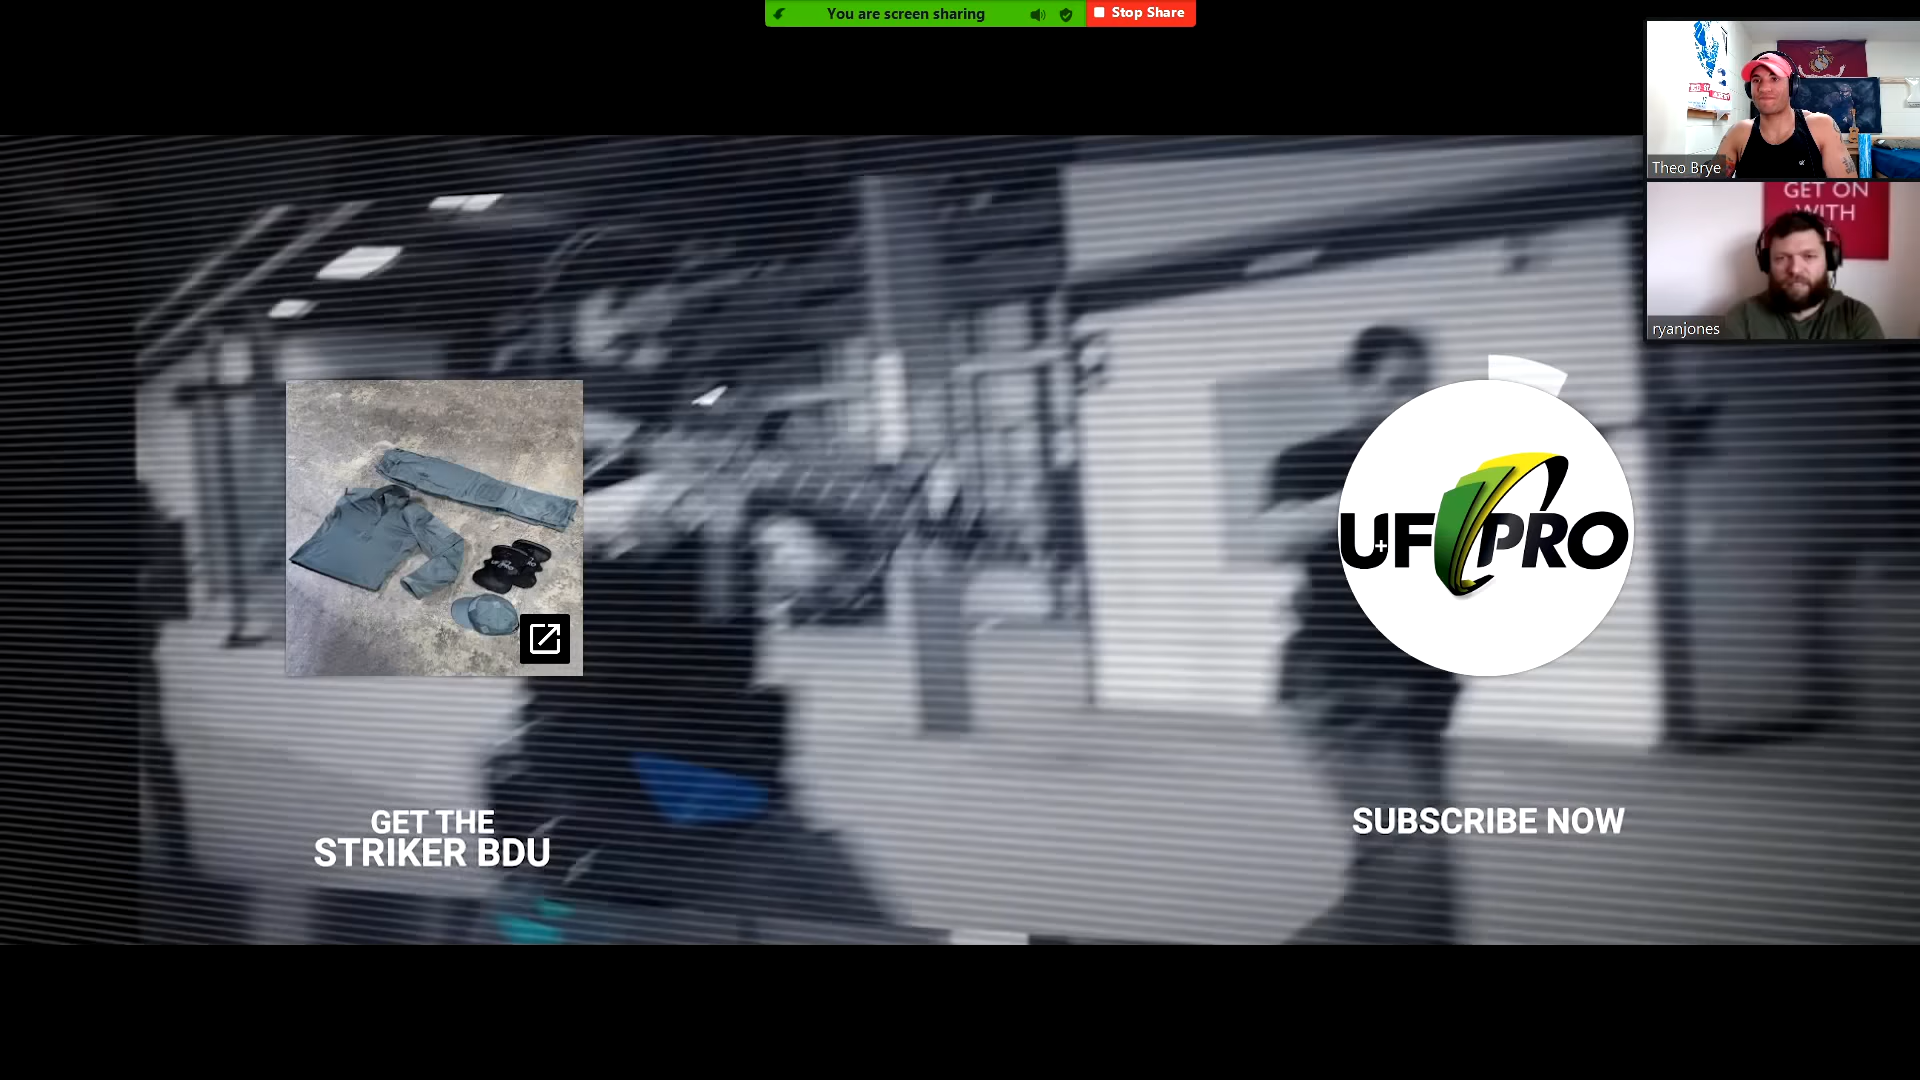 You are screen sharing
Stop Share
Theo Brye
GET ON
WITH
ryanjones
UF PRO
GET THE
STRIKER BDU
SUBSCRIBE NOW